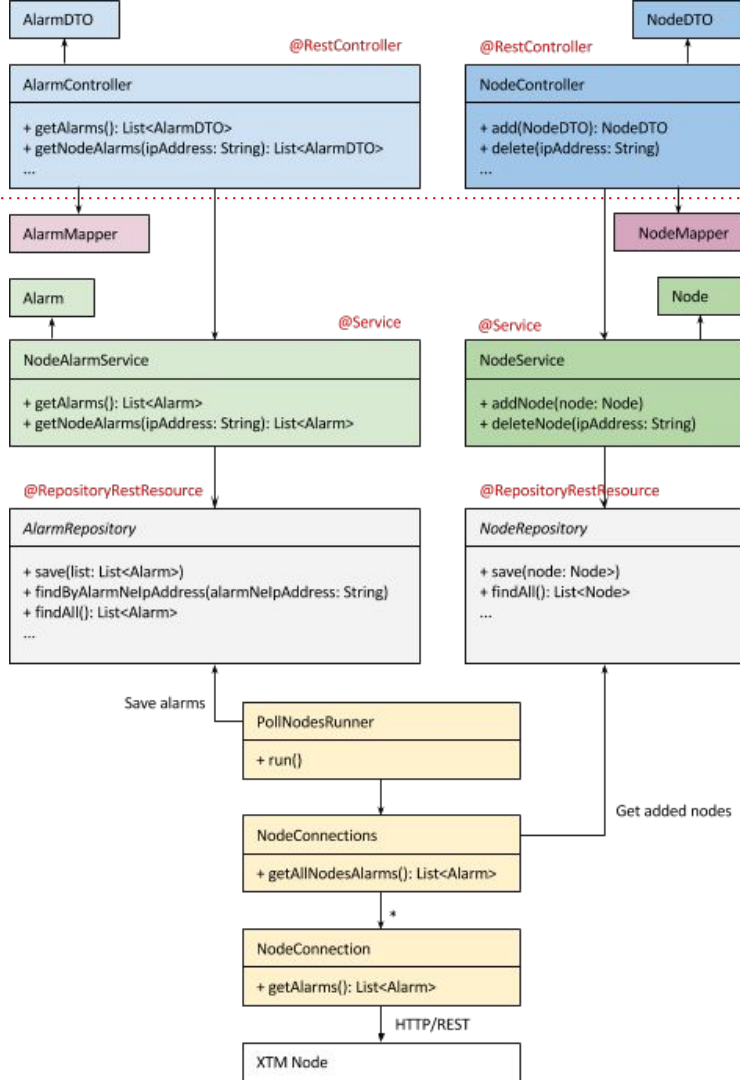 AlarmDTO
NodeDTO
@RestController
@RestController
AlarmController
+ getAlarms(): List<AlarmDTO>
+ getNodeAlarms(ipAddress: String): List<AlarmDTO>
...
NodeController
+ add(NodeDTO): NodeDTO
+ delete(ipAddress: String)
...
AlarmMapper
NodeMapper
Alarm
Node
@Service
@Service
NodeAlarmService
+ getAlarms(): List<Alarm>
+ getNodeAlarms(ipAddress: String): List<Alarm>
NodeService
+ addNode(node: Node)
+ deleteNode(ipAddress: String)
@RepositoryRestResource
@RepositoryRestResource
AlarmRepository
+ save(list: List<Alarm>)
+ findByAlarmNeIpAddress(alarmNeIpAddress: String)
+ findAll(): List<Alarm>
...
NodeRepository
+ save(node: Node>)
+ findAll(): List<Node>
...
Save alarms
PollNodesRunner
+ run()
Get added nodes
NodeConnections
+ getAllNodesAlarms(): List<Alarm>
*
NodeConnection
+ getAlarms(): List<Alarm>
HTTP/REST
XTM Node